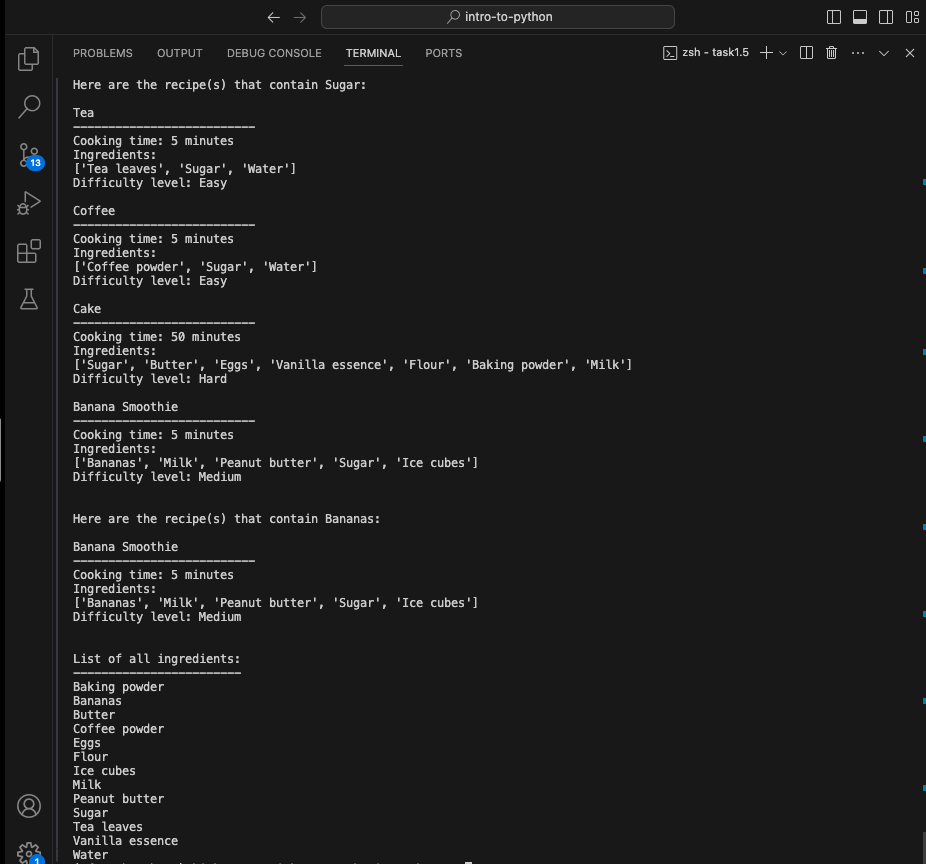 intro-to-python
PROBLEMS OUTPUT DEBUG CONSOLE TERMINAL PORTS zsh - task1.5
Here are the recipe(s) that contain Sugar:
Tea
--------------------------
Cooking time: 5 minutes
Ingredients:
['Tea leaves', 'Sugar', 'Water']
Difficulty level: Easy
Coffee
--------------------------
Cooking time: 5 minutes
Ingredients:
['Coffee powder', 'Sugar', 'Water']
Difficulty level: Easy
Cake
--------------------------
Cooking time: 50 minutes
Ingredients:
['Sugar', 'Butter', 'Eggs', 'Vanilla essence', 'Flour', 'Baking powder', 'Milk']
Difficulty level: Hard
Banana Smoothie
--------------------------
Cooking time: 5 minutes
Ingredients:
['Bananas', 'Milk', 'Peanut butter', 'Sugar', 'Ice cubes']
Difficulty level: Medium
Here are the recipe(s) that contain Bananas:
Banana Smoothie
--------------------------
Cooking time: 5 minutes
Ingredients:
['Bananas', 'Milk', 'Peanut butter', 'Sugar', 'Ice cubes']
Difficulty level: Medium
List of all ingredients:
------------------------
Baking powder
Bananas
Butter
Coffee powder
Eggs
Flour
Ice cubes
Milk
Peanut butter
Sugar
Tea leaves
Vanilla essence
Water
13
1